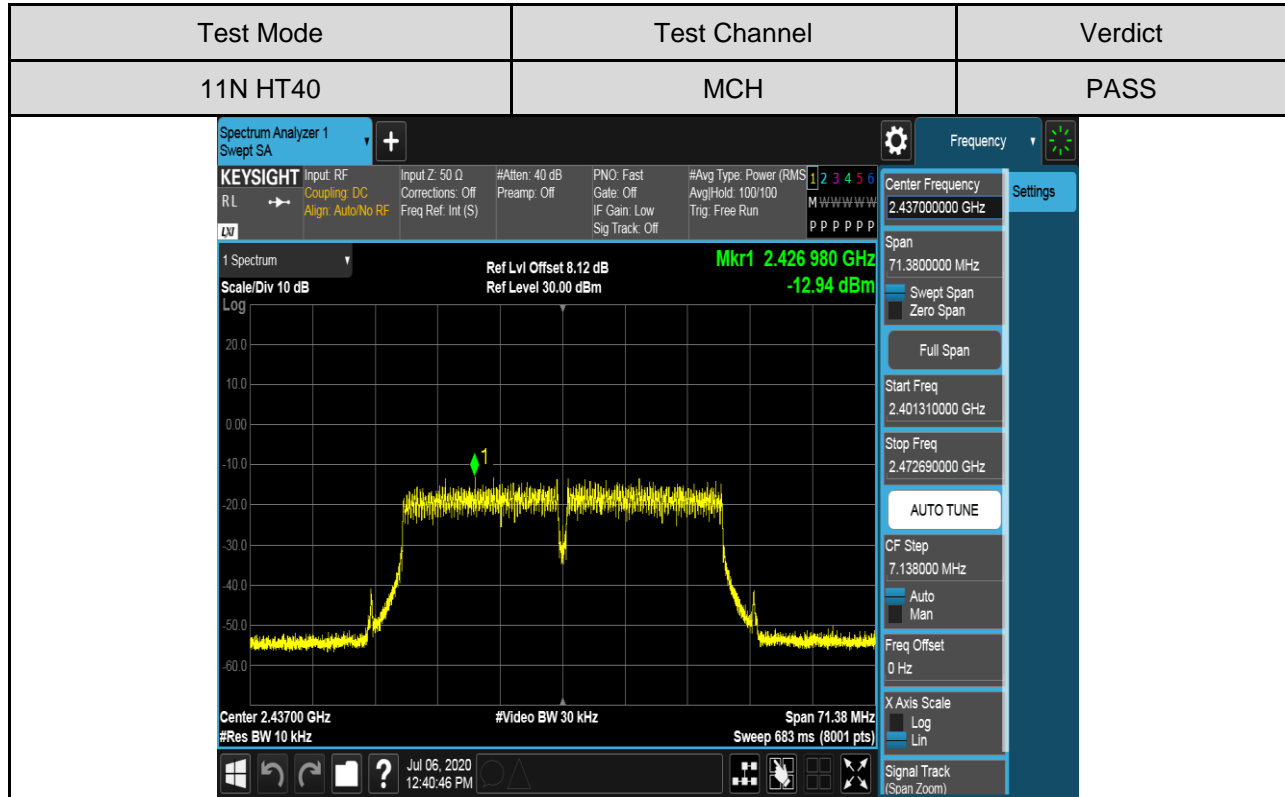 Test Mode Test Channel Verdict
11N HT40 MCH PASS
Spectrum Analyzer 1
Swept SA
+
Frequency
KEYSIGHT
RL
LXI
Input: RF
Coupling: DC
Align: Auto/No RF
Input Z: 50 Ω
Corrections: Off
Freq Ref: Int (S)
#Atten: 40 dB
Preamp: Off
PNO: Fast
Gate: Off
IF Gain: Low
Sig Track: Off
#Avg Type: Power (RMS
Avg|Hold: 100/100
Trig: Free Run
1 2 3 4 5 6
M W W W W W
P P P P P P
1 Spectrum
Scale/Div 10 dB
Ref Lvl Offset 8.12 dB
Ref Level 30.00 dBm
Mkr1 2.426 980 GHz
-12.94 dBm
Log
20.0
10.0
0.00
-10.0
-20.0
-30.0
-40.0
-50.0
-60.0
1
Center 2.43700 GHz
#Res BW 10 kHz
#Video BW 30 kHz
Span 71.38 MHz
Sweep 683 ms (8001 pts)
?
Jul 06, 2020
12:40:46 PM
Center Frequency
2.437000000 GHz
Span
71.3800000 MHz
Swept Span
Zero Span
Full Span
Start Freq
2.401310000 GHz
Stop Freq
2.472690000 GHz
AUTO TUNE
CF Step
7.138000 MHz
Auto
Man
Freq Offset
0 Hz
X Axis Scale
Log
Lin
Signal Track
(Span Zoom)
Settings